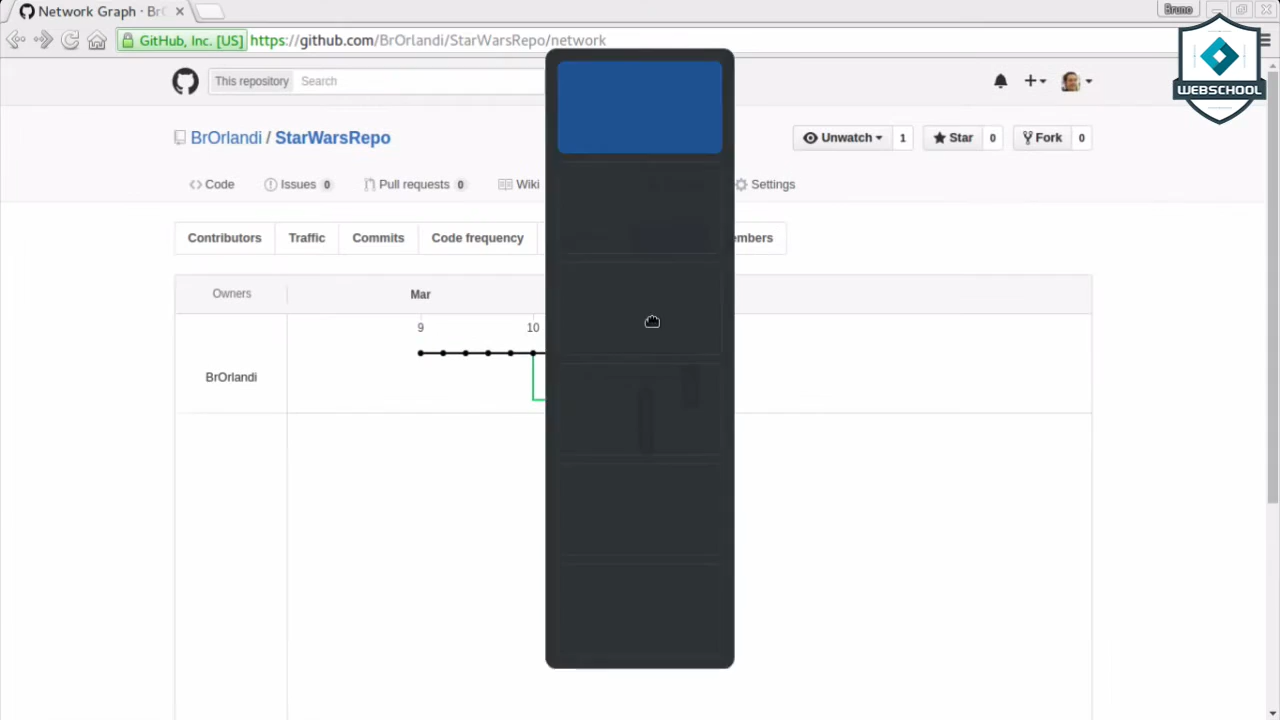 Network Graph · Br
Bruno
GitHub, Inc. [US] https://github.com/BrOrlandi/StarWarsRepo/network
WEBSCHOOL
This repository Search
BrOrlandi / StarWarsRepo
Unwatch 1 Star 0 Fork 0
Code Issues 0 Pull requests 0 Wiki Settings
Contributors Traffic Commits Code frequency mbers
Owners Mar
9 10
BrOrlandi